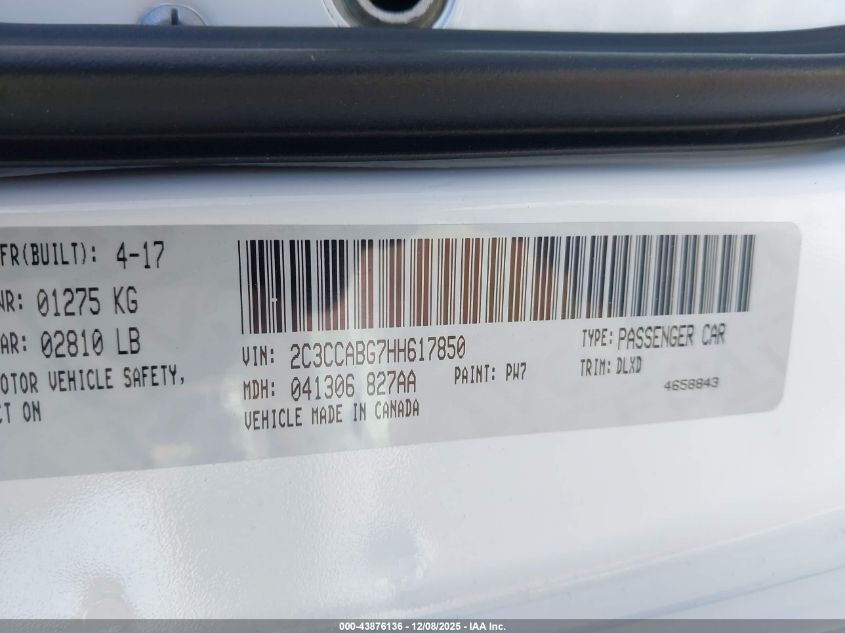 FR(BUILT): 4-17
WR: 01275 KG
AR: 02810 LB
OTOR VEHICLE SAFETY,
CT ON
VIN: 2C3CCABG7HH617850
TYPE: PASSENGER CAR
MDH: 041306 827AA
PAINT: PW7
TRIM: DLXD
VEHICLE MADE IN CANADA
4658843
000-43876136 - 12/08/2025 - IAA Inc.